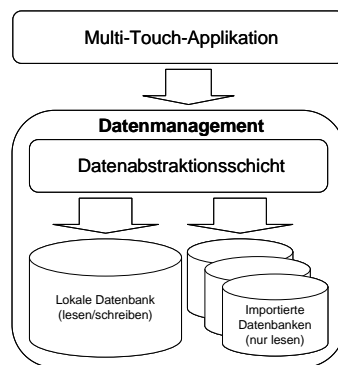 Multi-Touch-Applikation
Datenmanagement
Datenabstraktionsschicht
Lokale Datenbank
(lesen/schreiben)
Importierte
Datenbanken
(nur lesen)